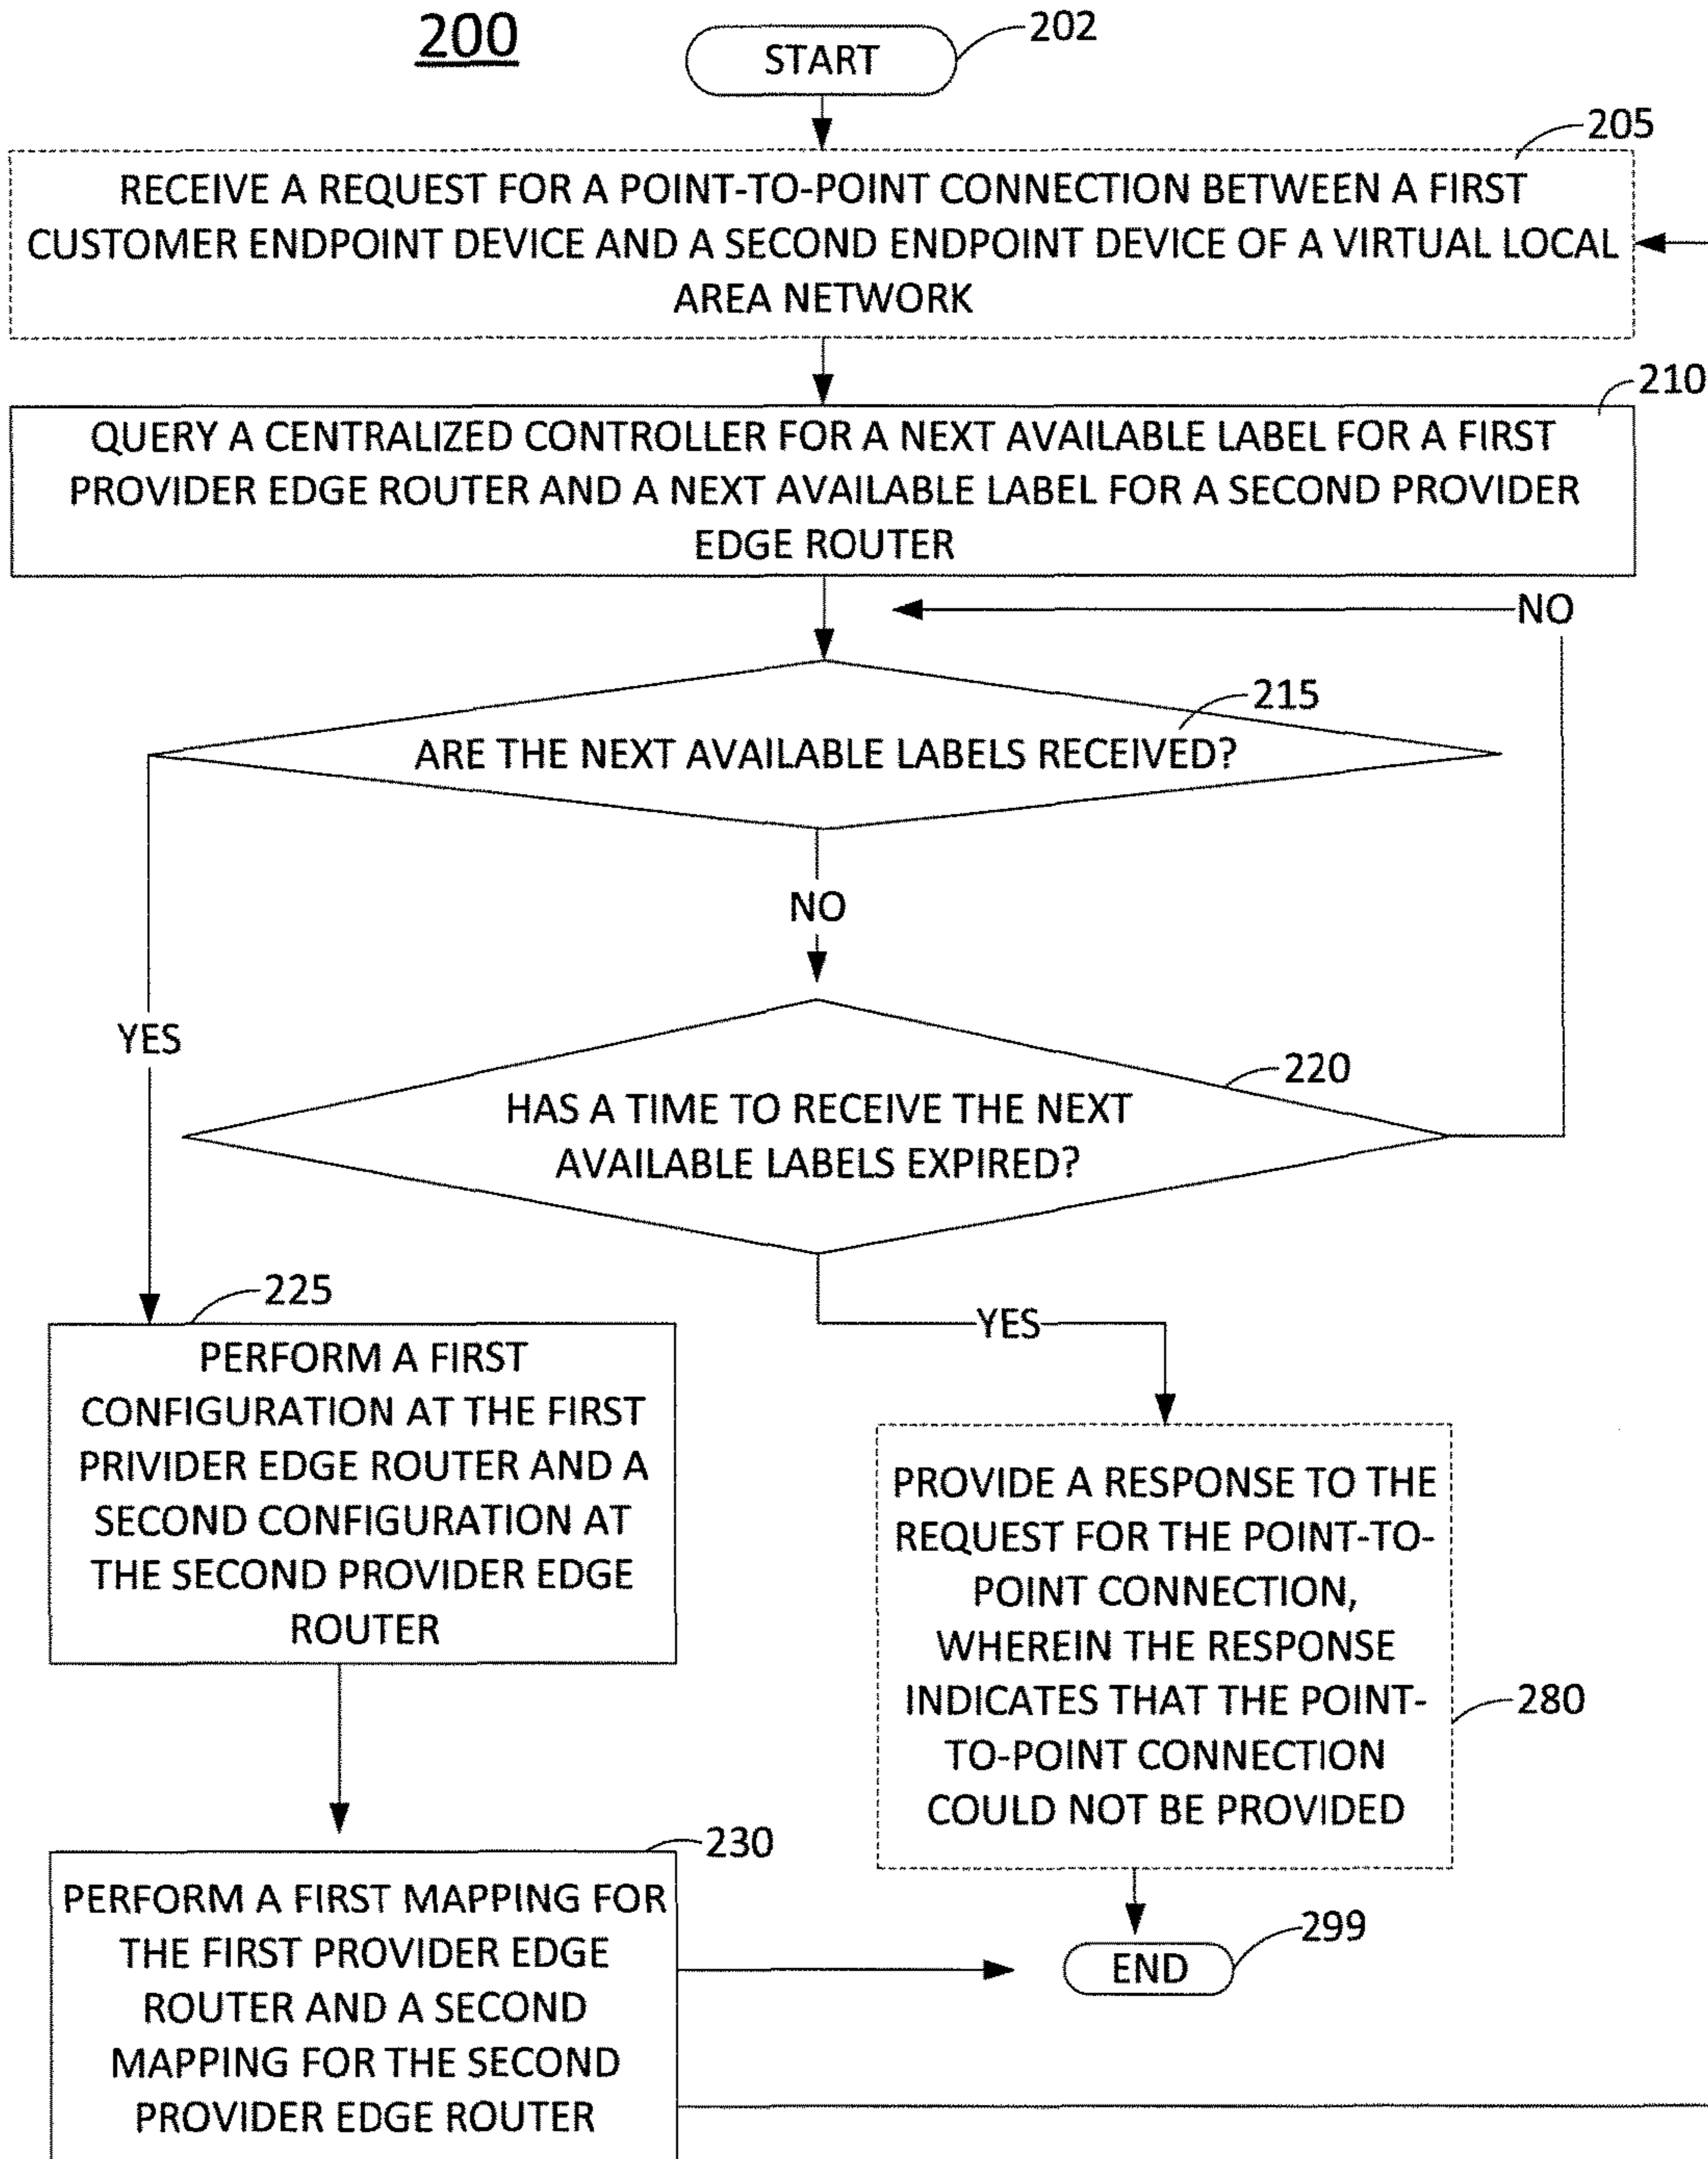 200
START
202
205
RECEIVE A REQUEST FOR A POINT-TO-POINT CONNECTION BETWEEN A FIRST
CUSTOMER ENDPOINT DEVICE AND A SECOND ENDPOINT DEVICE OF A VIRTUAL LOCAL
AREA NETWORK
210
QUERY A CENTRALIZED CONTROLLER FOR A NEXT AVAILABLE LABEL FOR A FIRST
PROVIDER EDGE ROUTER AND A NEXT AVAILABLE LABEL FOR A SECOND PROVIDER
EDGE ROUTER
NO
215
ARE THE NEXT AVAILABLE LABELS RECEIVED?
NO
YES
220
HAS A TIME TO RECEIVE THE NEXT
AVAILABLE LABELS EXPIRED?
225
YES
PERFORM A FIRST
CONFIGURATION AT THE FIRST
PRIVIDER EDGE ROUTER AND A
SECOND CONFIGURATION AT
THE SECOND PROVIDER EDGE
ROUTER
PROVIDE A RESPONSE TO THE
REQUEST FOR THE POINT-TO-
POINT CONNECTION,
WHEREIN THE RESPONSE
INDICATES THAT THE POINT-
TO-POINT CONNECTION
COULD NOT BE PROVIDED
280
230
PERFORM A FIRST MAPPING FOR
THE FIRST PROVIDER EDGE
ROUTER AND A SECOND
MAPPING FOR THE SECOND
PROVIDER EDGE ROUTER
299
END